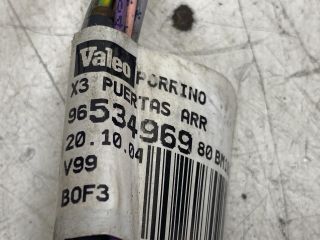 Valeo PORRINO
X3 PUERTAS ARR
96534969 80
20.10.04
V99
B0F3